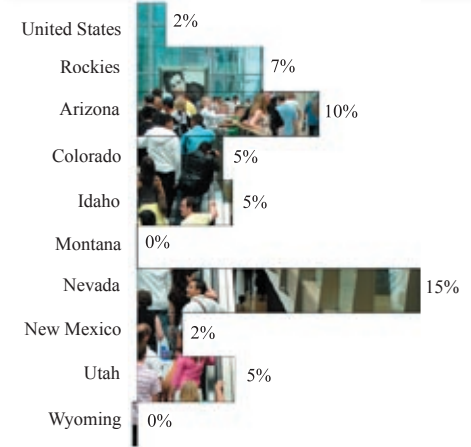 United States 2%
Rockies 7%
Arizona 10%
Colorado 5%
Idaho 5%
Montana 0%
Nevada 15%
New Mexico 2%
Utah 5%
Wyoming 0%